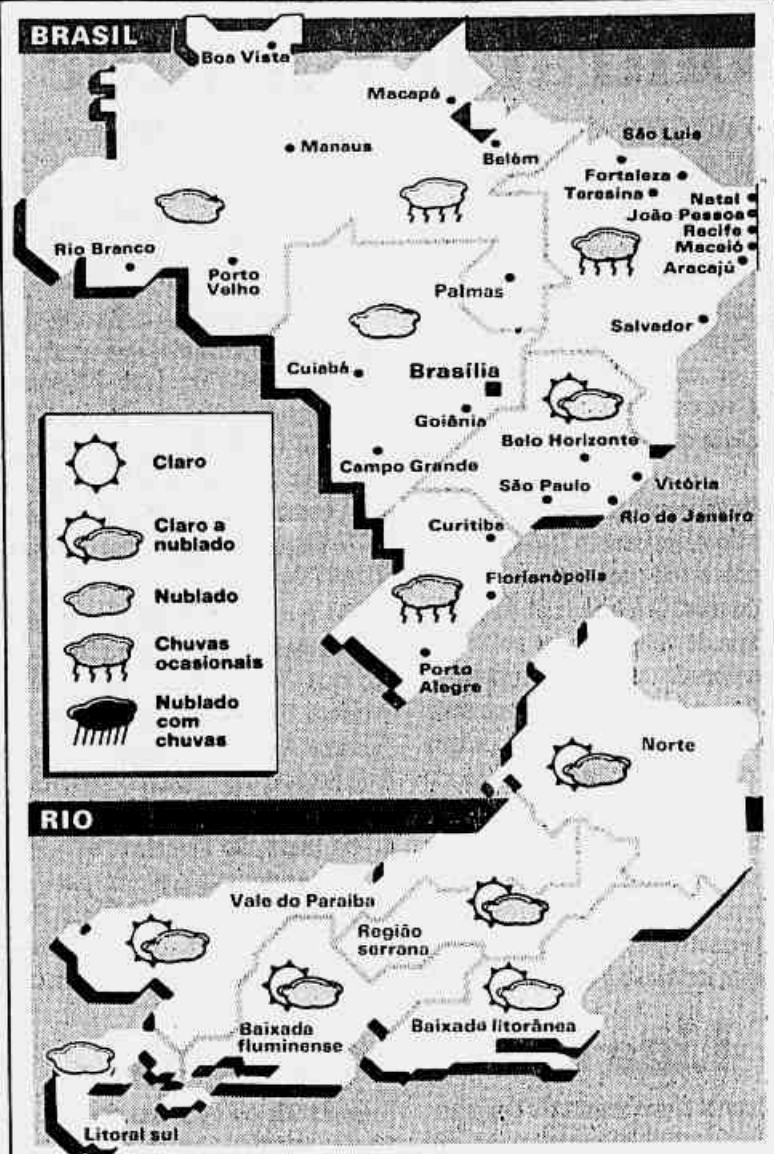 BRASIL
Boa Vista
Macapá
Manaus
Belém
São Luis
Fortaleza
Teresina
Natal
João Pessoa
Recife
Maceió
Aracajú
Rio Branco
Porto
Velho
Palmas
Salvador
Cuiabá
Brasília
Goiânia
Belo Horizonte
Campo Grande
São Paulo
Vitória
Rio de Janeiro
Curitiba
Florianópolis
Porto
Alegre
Claro
Claro a
nublado
Nublado
Chuvas
ocasionais
Nublado
com
chuvas
RIO
Norte
Vale do Paraiba
Região
serrana
Baixada
fluminense
Baixada litorânea
Litoral sul